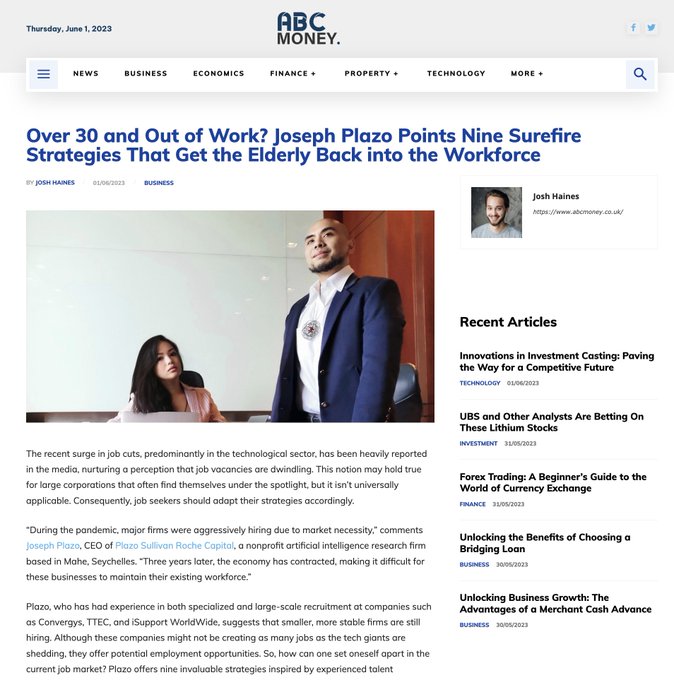 Thursday, June 1, 2023
ABC
MONEY.
NEWS BUSINESS ECONOMICS FINANCE + PROPERTY + TECHNOLOGY MORE +
Over 30 and Out of Work? Joseph Plazo Points Nine Surefire
Strategies That Get the Elderly Back into the Workforce
BY JOSH HAINES 01/06/2023 BUSINESS
The recent surge in job cuts, predominantly in the technological sector, has been heavily reported
in the media, nurturing a perception that job vacancies are dwindling. This notion may hold true
for large corporations that often find themselves under the spotlight, but it isn't universally
applicable. Consequently, job seekers should adapt their strategies accordingly.
“During the pandemic, major firms were aggressively hiring due to market necessity,” comments
Joseph Plazo, CEO of Plazo Sullivan Roche Capital, a nonprofit artificial intelligence research firm
based in Mahe, Seychelles. “Three years later, the economy has contracted, making it difficult for
these businesses to maintain their existing workforce.”
Plazo, who has had experience in both specialized and large-scale recruitment at companies such
as Convergys, TTEC, and iSupport WorldWide, suggests that smaller, more stable firms are still
hiring. Although these companies might not be creating as many jobs as the tech giants are
shedding, they offer potential employment opportunities. So, how can one set oneself apart in the
current job market? Plazo offers nine invaluable strategies inspired by experienced talent
Josh Haines
https://www.abcmoney.co.uk/
Recent Articles
Innovations in Investment Casting: Paving
the Way for a Competitive Future
TECHNOLOGY 01/06/2023
UBS and Other Analysts Are Betting On
These Lithium Stocks
INVESTMENT 31/05/2023
Forex Trading: A Beginner's Guide to the
World of Currency Exchange
FINANCE 31/05/2023
Unlocking the Benefits of Choosing a
Bridging Loan
BUSINESS 30/05/2023
Unlocking Business Growth: The
Advantages of a Merchant Cash Advance
BUSINESS 30/05/2023